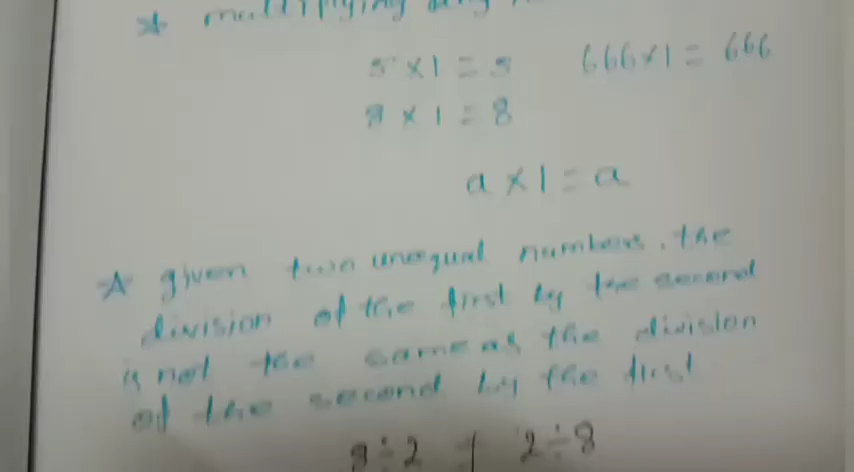 * multiplying any
5 × 1 = 5 666×1 = 666
8 × 1 = 8
a × 1 = a
* given two unequal numbers, the
division of the first by the second
is not the same as the division
of the second by the first
8÷2 2÷8